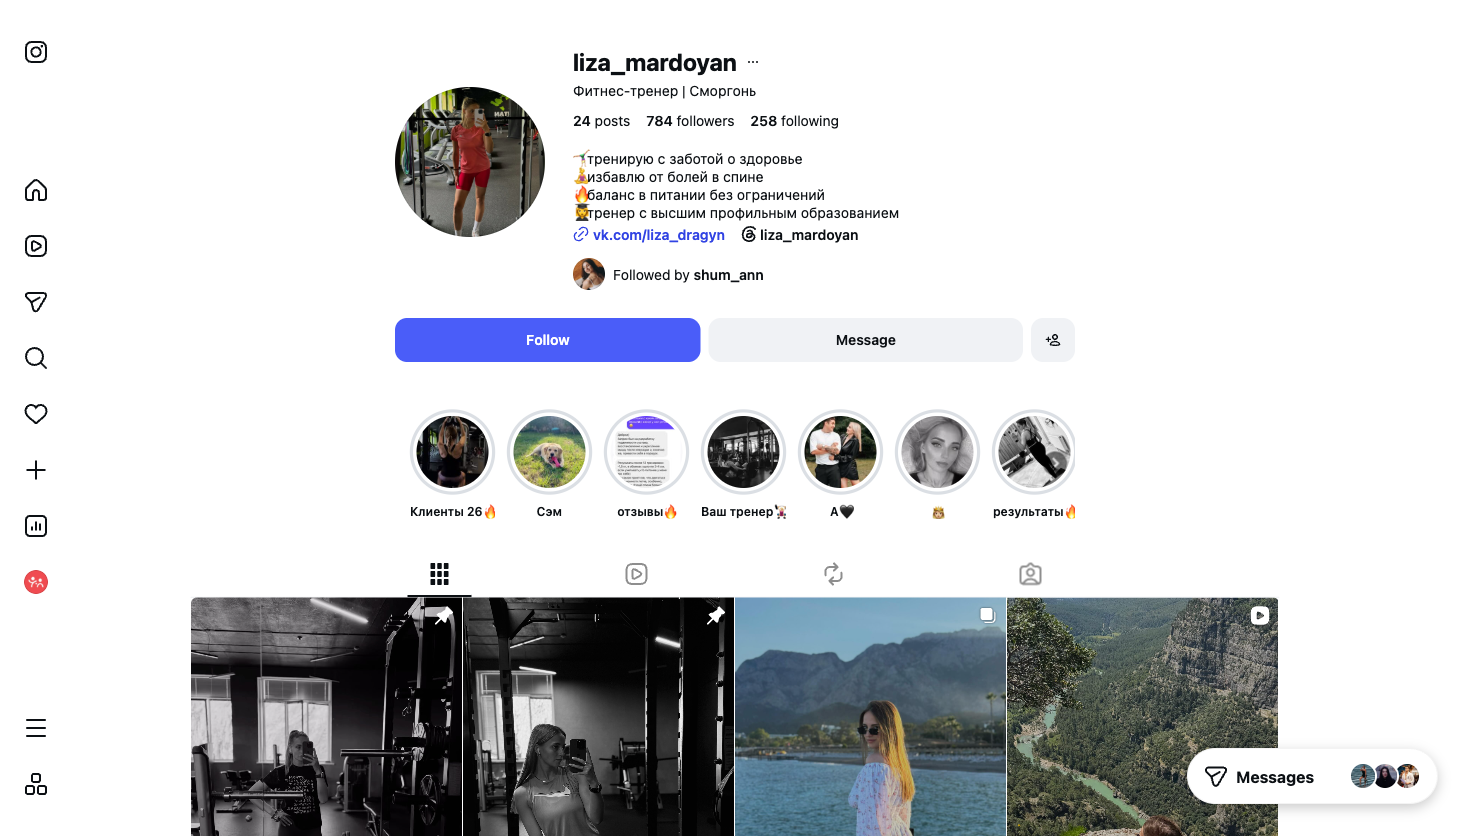 liza_mardoyan ...
Фитнес-тренер | Сморгонь
24 posts 784 followers 258 following
тренирую с заботой о здоровье
избавлю от болей в спине
баланс в питании без ограничений
тренер с высшим профильным образованием
vk.com/liza_dragyn liza_mardoyan
Followed by shum_ann
Follow Message
Клиенты 26🔥 Сэм отзывы🔥 Ваш тренер🏋🏼‍♀️ А🖤 👸🏼 результаты🔥
Messages